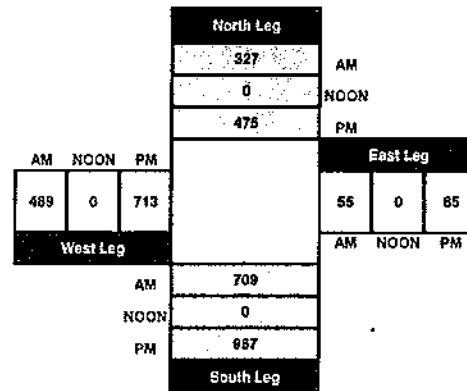 North Leg
327 AM
0 NOON
475 PM
AM NOON PM
East Leg
489 0 713
55 0 65
West Leg
AM NOON PM
AM 709
NOON 0
PM
South Leg